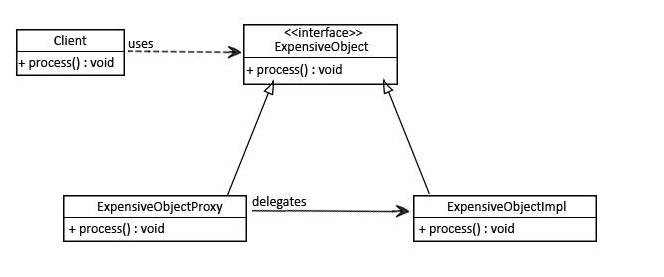 Client
+ process() : void
uses
<<interface>>
ExpensiveObject
+ process() : void
ExpensiveObjectProxy
+ process() : void
delegates
ExpensiveObjectImpl
+ process() : void